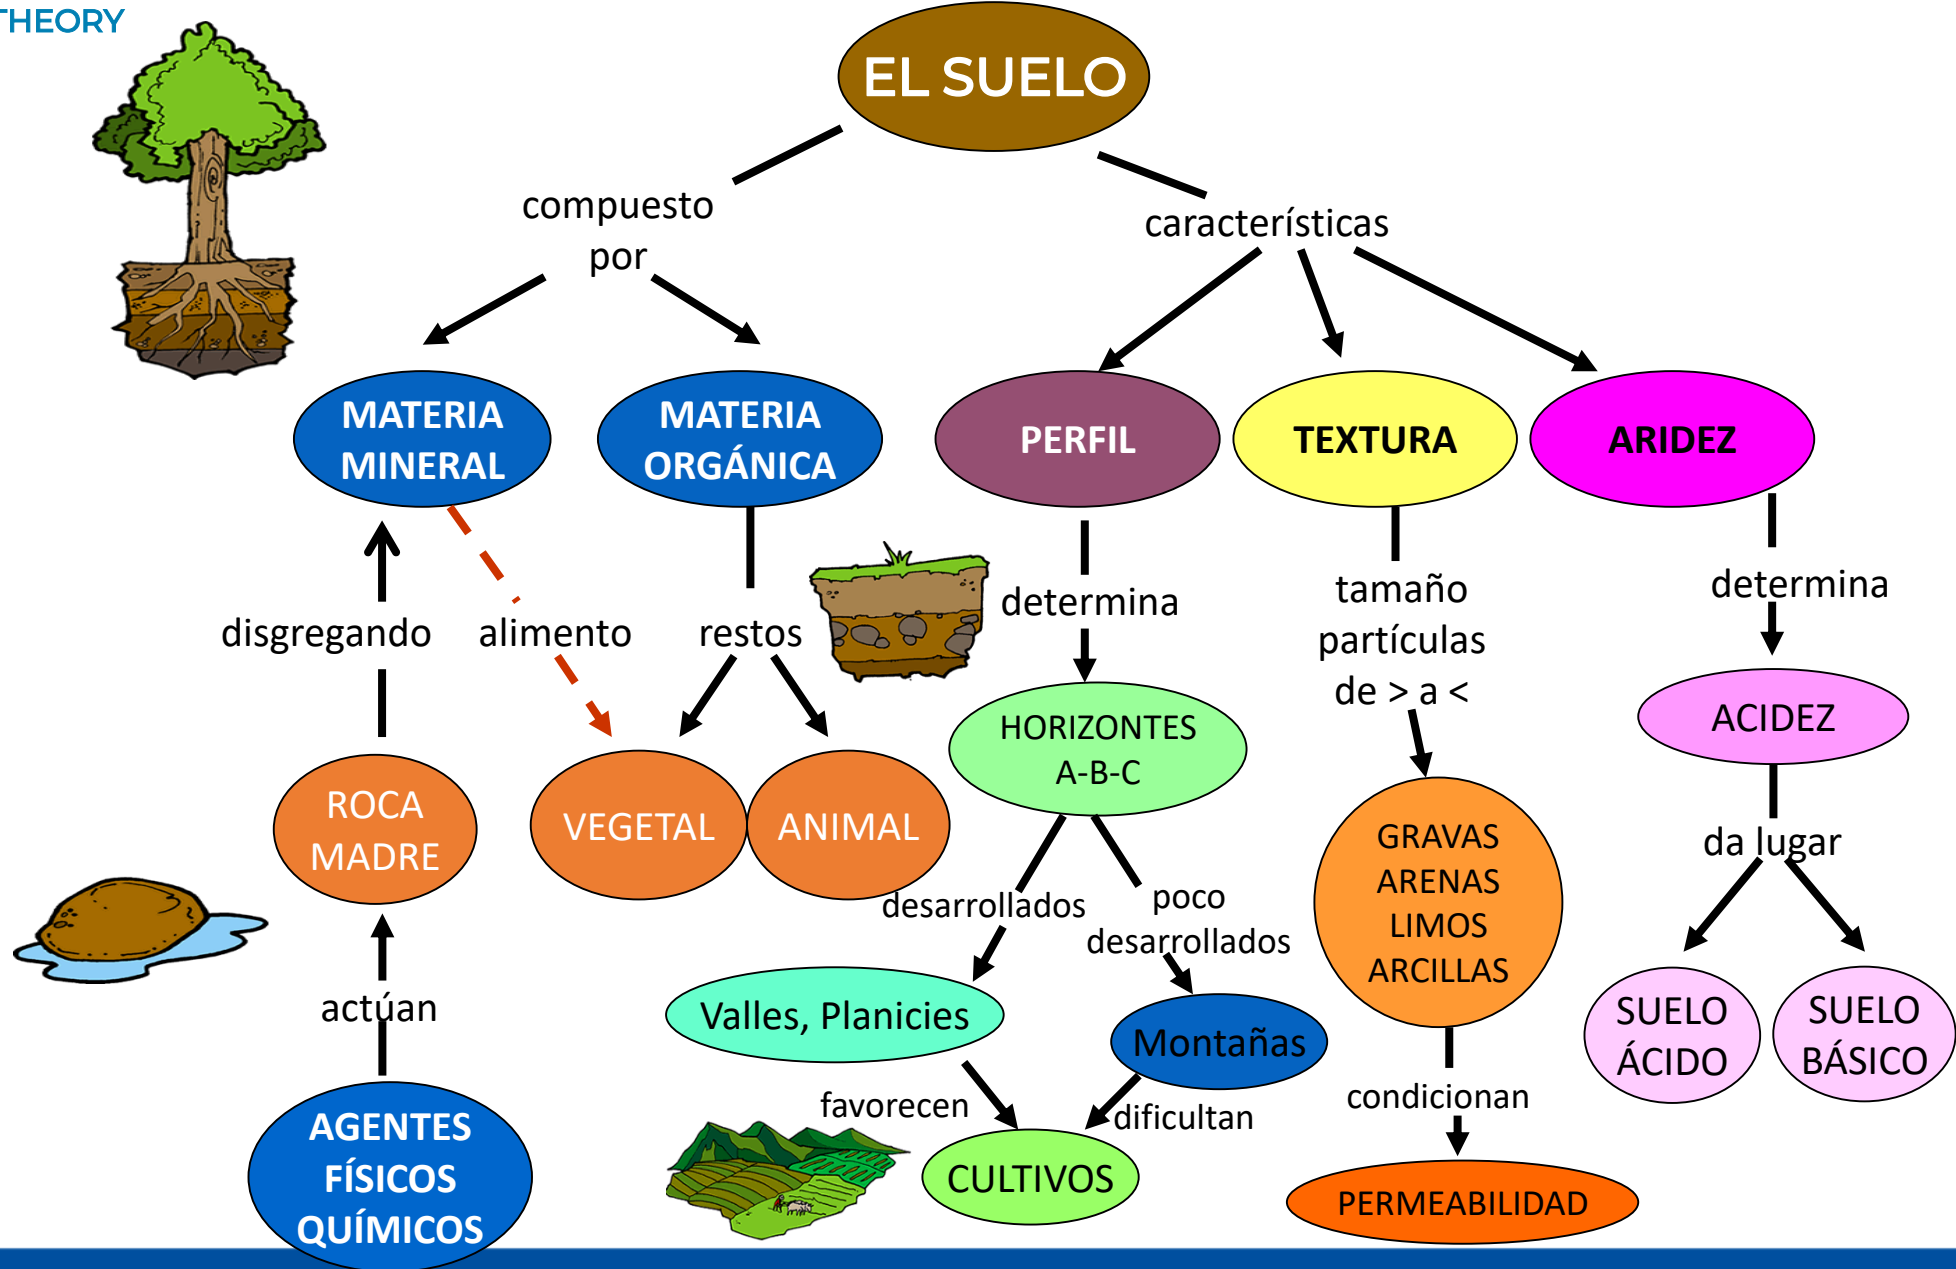 THEORY
EL SUELO
compuesto
por
características
MATERIA
MINERAL
MATERIA
ORGÁNICA
PERFIL
TEXTURA
ARIDEZ
disgregando
alimento
restos
determina
tamaño
partículas
de > a <
determina
ROCA
MADRE
VEGETAL
ANIMAL
HORIZONTES
A-B-C
ACIDEZ
GRAVAS
ARENAS
LIMOS
ARCILLAS
da lugar
desarrollados
poco
desarrollados
actúan
Valles, Planicies
Montañas
SUELO
ÁCIDO
SUELO
BÁSICO
favorecen
dificultan
condicionan
AGENTES
FÍSICOS
QUÍMICOS
CULTIVOS
PERMEABILIDAD